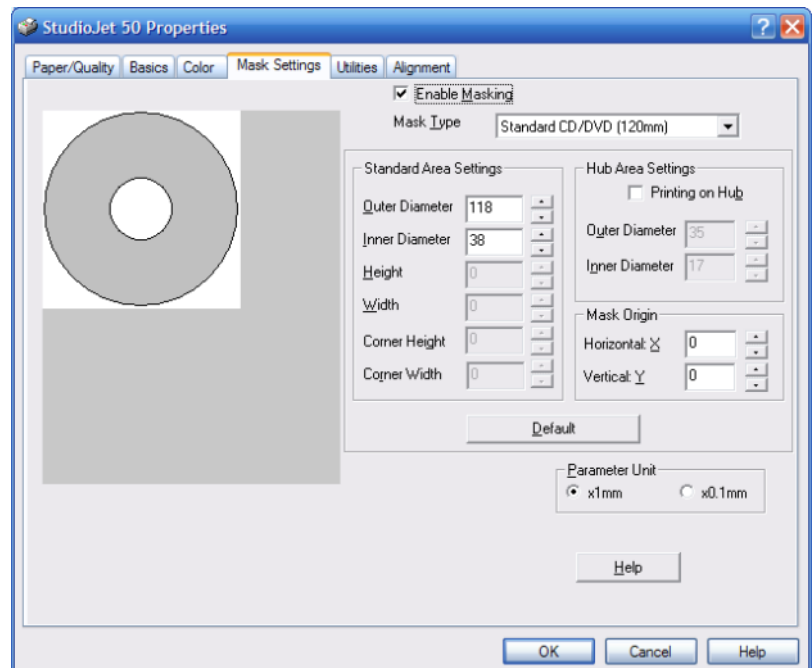 StudioJet 50 Properties
Paper/Quality Basics Color Mask Settings Utilities Alignment
Enable Masking
Mask Type Standard CD/DVD (120mm)
Standard Area Settings
Outer Diameter 118
Inner Diameter 38
Height 0
Width 0
Corner Height 0
Corner Width 0
Hub Area Settings
Printing on Hub
Outer Diameter 35
Inner Diameter 17
Mask Origin
Horizontal: X 0
Vertical: Y 0
Default
Parameter Unit
x1mm x0.1mm
Help
OK Cancel Help